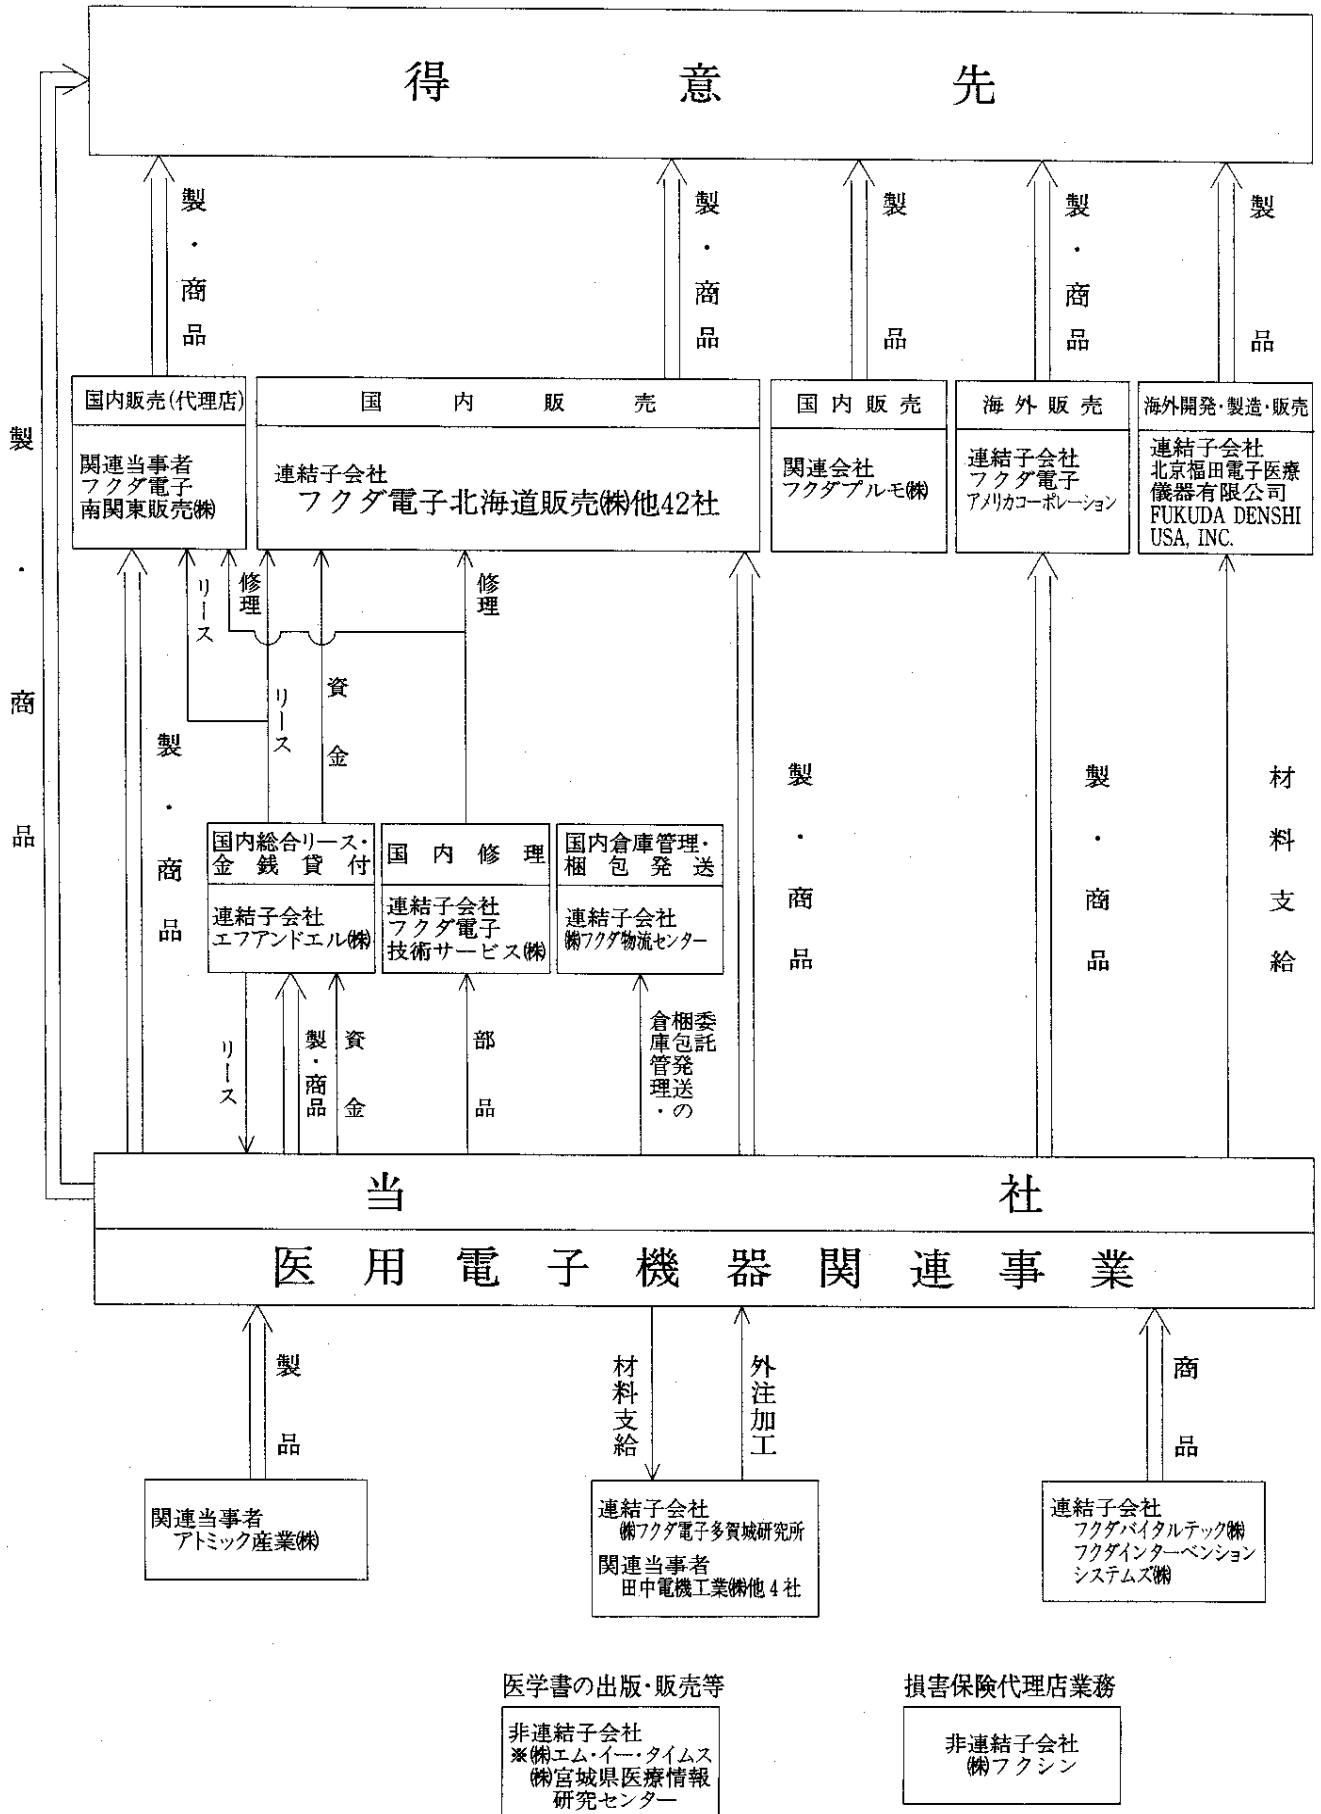 得意先
製・商品
製・商品
製品
製・商品
製品
国内販売(代理店)
関連当事者
フクダ電子
南関東販売㈱
国内販売
連結子会社
フクダ電子北海道販売㈱他42社
国内販売
関連会社
フクダプルモ㈱
海外販売
連結子会社
フクダ電子
アメリカコーポレーション
海外開発・製造・販売
連結子会社
北京福田電子医療
儀器有限公司
FUKUDA DENSHI
USA, INC.
製・商品
リース
修理
修理
リース
資金
製・商品
製・商品
製・商品
材料支給
国内総合リース・
金銭貸付
連結子会社
エフアンドエル㈱
国内修理
連結子会社
フクダ電子
技術サービス㈱
国内倉庫管理・
梱包発送
連結子会社
㈱フクダ物流センター
リース
製・商品
資金
部品
倉庫管理・
梱包発送の
委託
当社
医用電子機器関連事業
製品
材料支給
外注加工
商品
関連当事者
アトミック産業㈱
連結子会社
㈱フクダ電子多賀城研究所
関連当事者
田中電機工業㈱他4社
連結子会社
フクダバイタルテック㈱
フクダインターベンション
システムズ㈱
医学書の出版・販売等
非連結子会社
※㈱エム・イー・タイムス
㈱宮城県医療情報
研究センター
損害保険代理店業務
非連結子会社
㈱フクシン